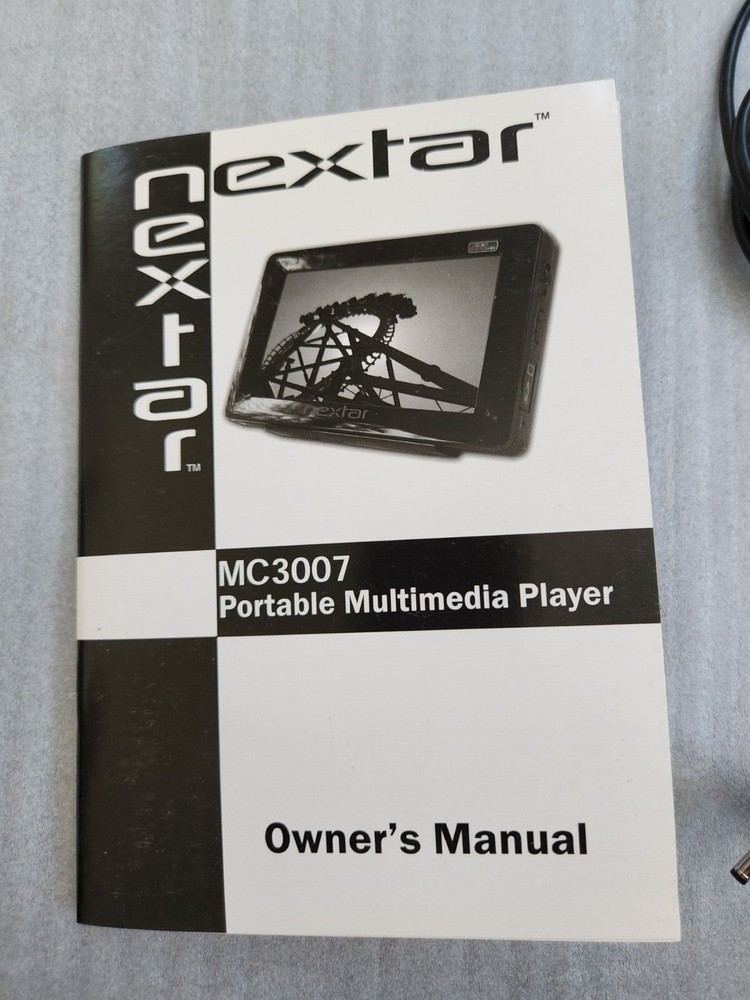 nextar™
nextar™
nextar
MC3007
Portable Multimedia Player
Owner's Manual